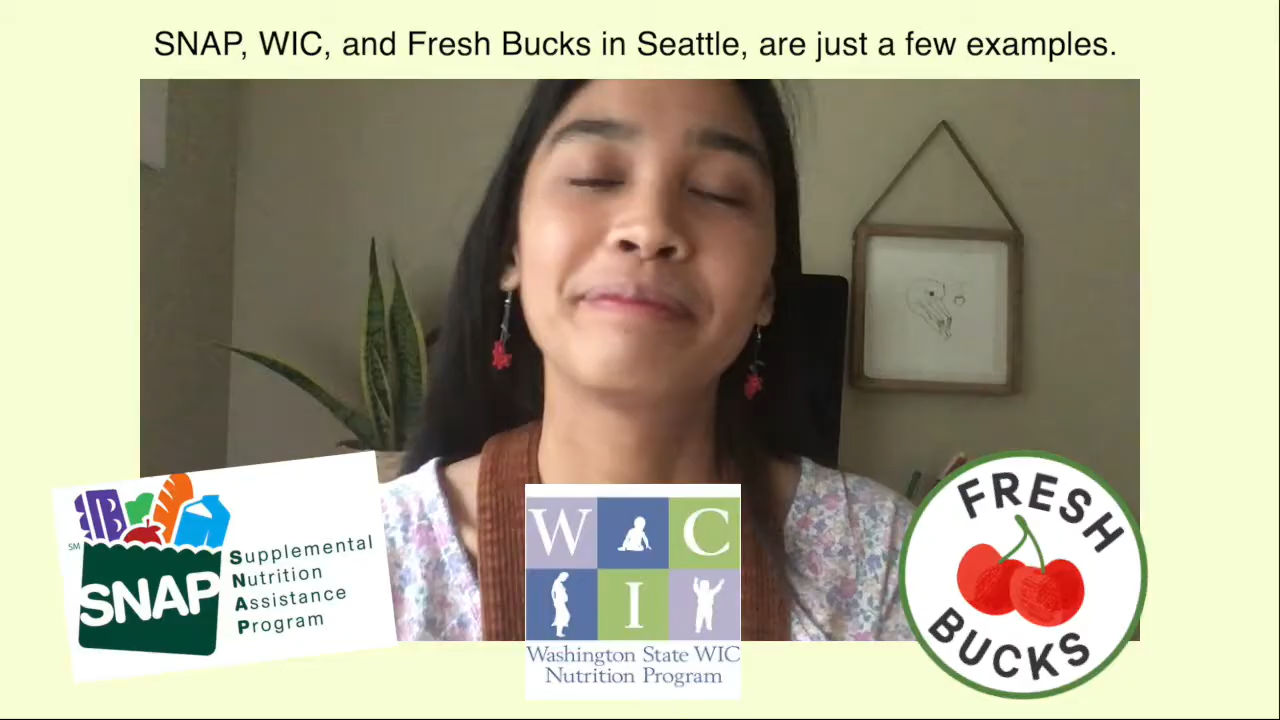 SNAP, WIC, and Fresh Bucks in Seattle, are just a few examples.
SM
SNAP
Supplemental
Nutrition
Assistance
Program
W C
I
Washington State WIC
Nutrition Program
FRESH
BUCKS